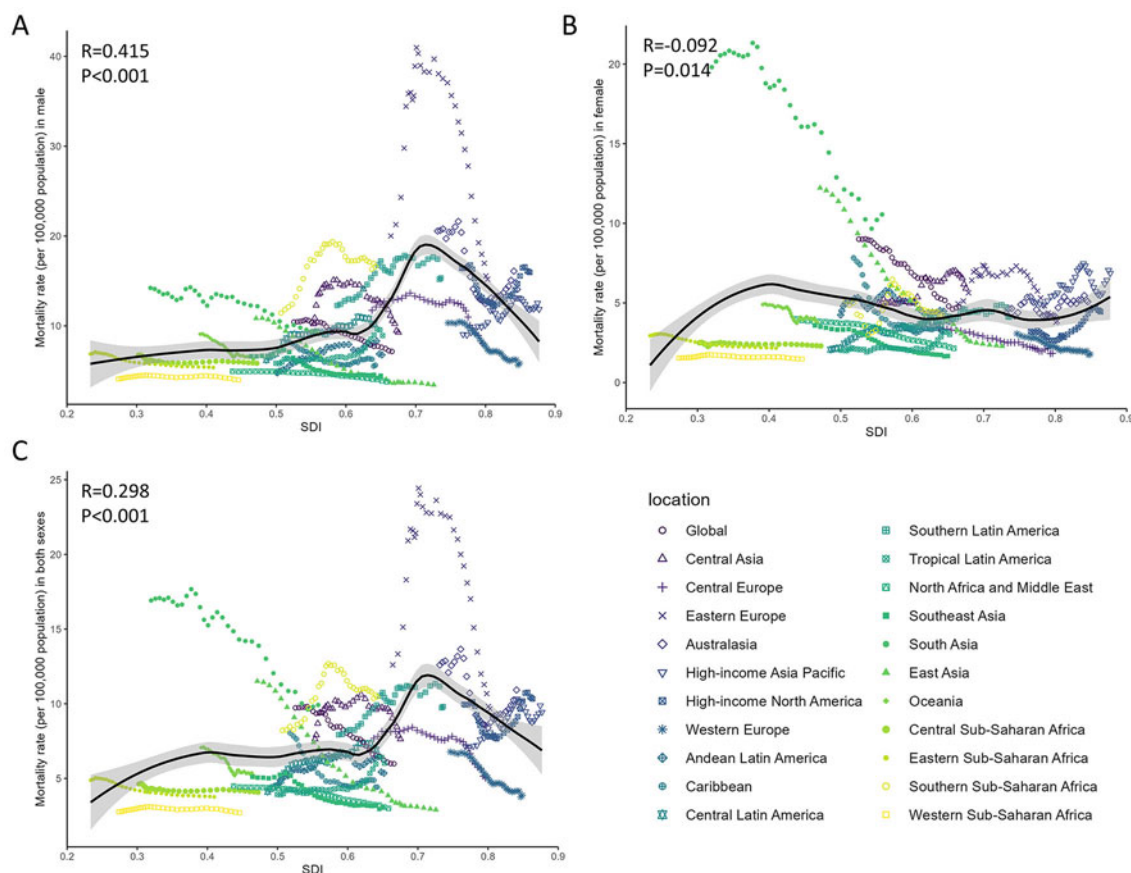 A
R=0.415
P<0.001
Mortality rate (per 100,000 population) in male
40
30
20
10
0.2 0.3 0.4 0.5 0.6 0.7 0.8 0.9
SDI
B
R=-0.092
P=0.014
Mortality rate (per 100,000 population) in female
20
15
10
5
0
0.2 0.3 0.4 0.5 0.6 0.7 0.8 0.9
SDI
C
R=0.298
P<0.001
Mortality rate (per 100,000 population) in both sexes
25
20
15
10
5
0.2 0.3 0.4 0.5 0.6 0.7 0.8 0.9
SDI
location
Global
Central Asia
Central Europe
Eastern Europe
Australasia
High-income Asia Pacific
High-income North America
Western Europe
Andean Latin America
Caribbean
Central Latin America
Southern Latin America
Tropical Latin America
North Africa and Middle East
Southeast Asia
South Asia
East Asia
Oceania
Central Sub-Saharan Africa
Eastern Sub-Saharan Africa
Southern Sub-Saharan Africa
Western Sub-Saharan Africa